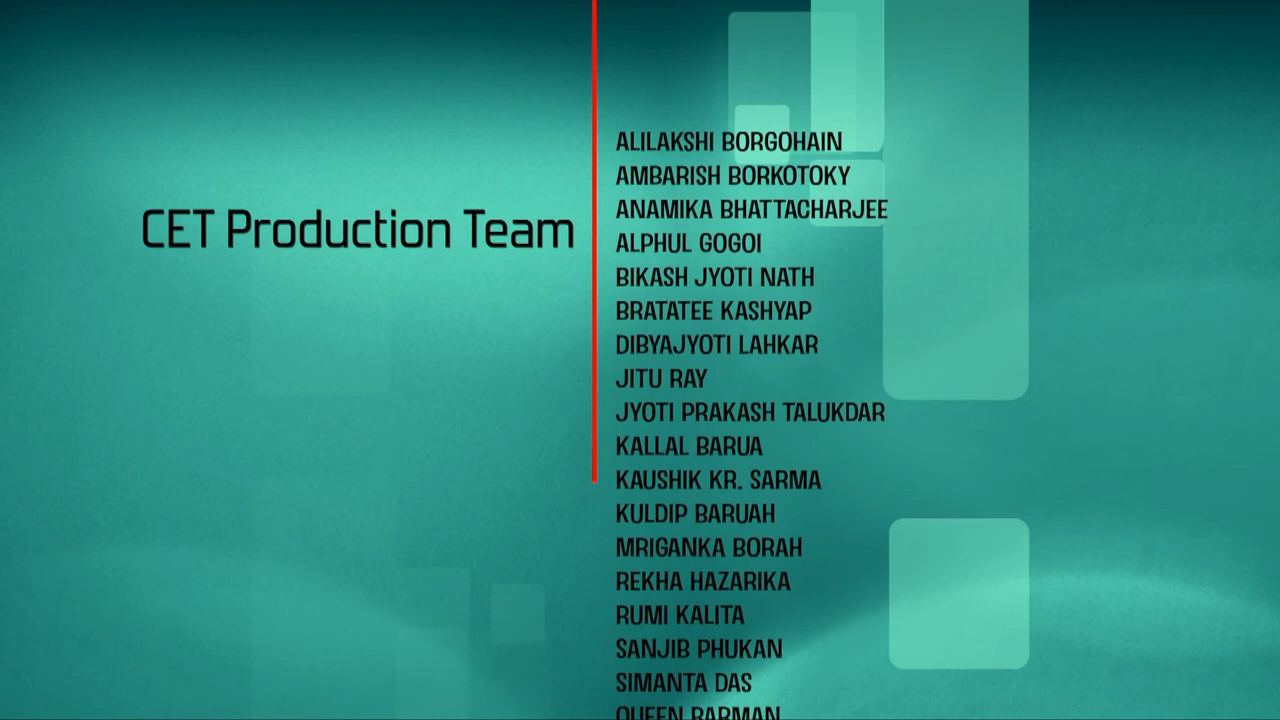 CET Production Team
ALILAKSHI BORGOHAIN
AMBARISH BORKOTOKY
ANAMIKA BHATTACHARJEE
ALPHUL GOGOI
BIKASH JYOTI NATH
BRATATEE KASHYAP
DIBYAJYOTI LAHKAR
JITU RAY
JYOTI PRAKASH TALUKDAR
KALLAL BARUA
KAUSHIK KR. SARMA
KULDIP BARUAH
MRIGANKA BORAH
REKHA HAZARIKA
RUMI KALITA
SANJIB PHUKAN
SIMANTA DAS
QUEEN BARMAN